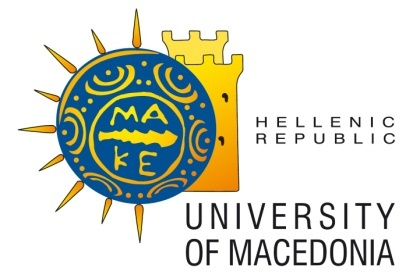 ΜΑ
ΚΕ
HELLENIC
REPUBLIC
UNIVERSITY
OF MACEDONIA